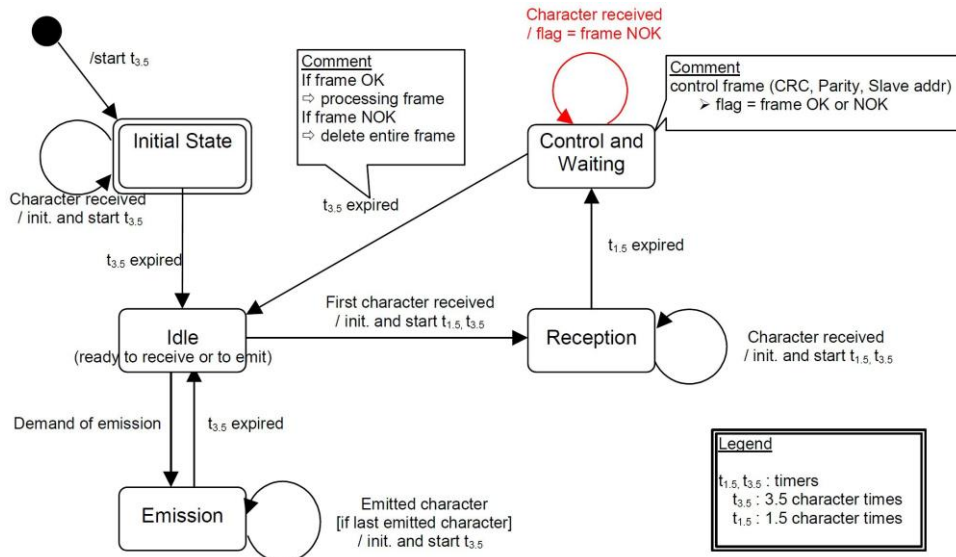 /start t3.5
Initial State
Character received
/ init. and start t3.5
t3.5 expired
Comment
If frame OK
⇨ processing frame
If frame NOK
⇨ delete entire frame
t3.5 expired
Character received
/ flag = frame NOK
Control and
Waiting
Comment
control frame (CRC, Parity, Slave addr)
➢ flag = frame OK or NOK
t1.5 expired
Idle
(ready to receive or to emit)
First character received
/ init. and start t1.5, t3.5
Reception
Character received
/ init. and start t1.5, t3.5
Demand of emission
t3.5 expired
Emission
Emitted character
[if last emitted character]
/ init. and start t3.5
Legend
t1.5, t3.5 : timers
t3.5 : 3.5 character times
t1.5 : 1.5 character times